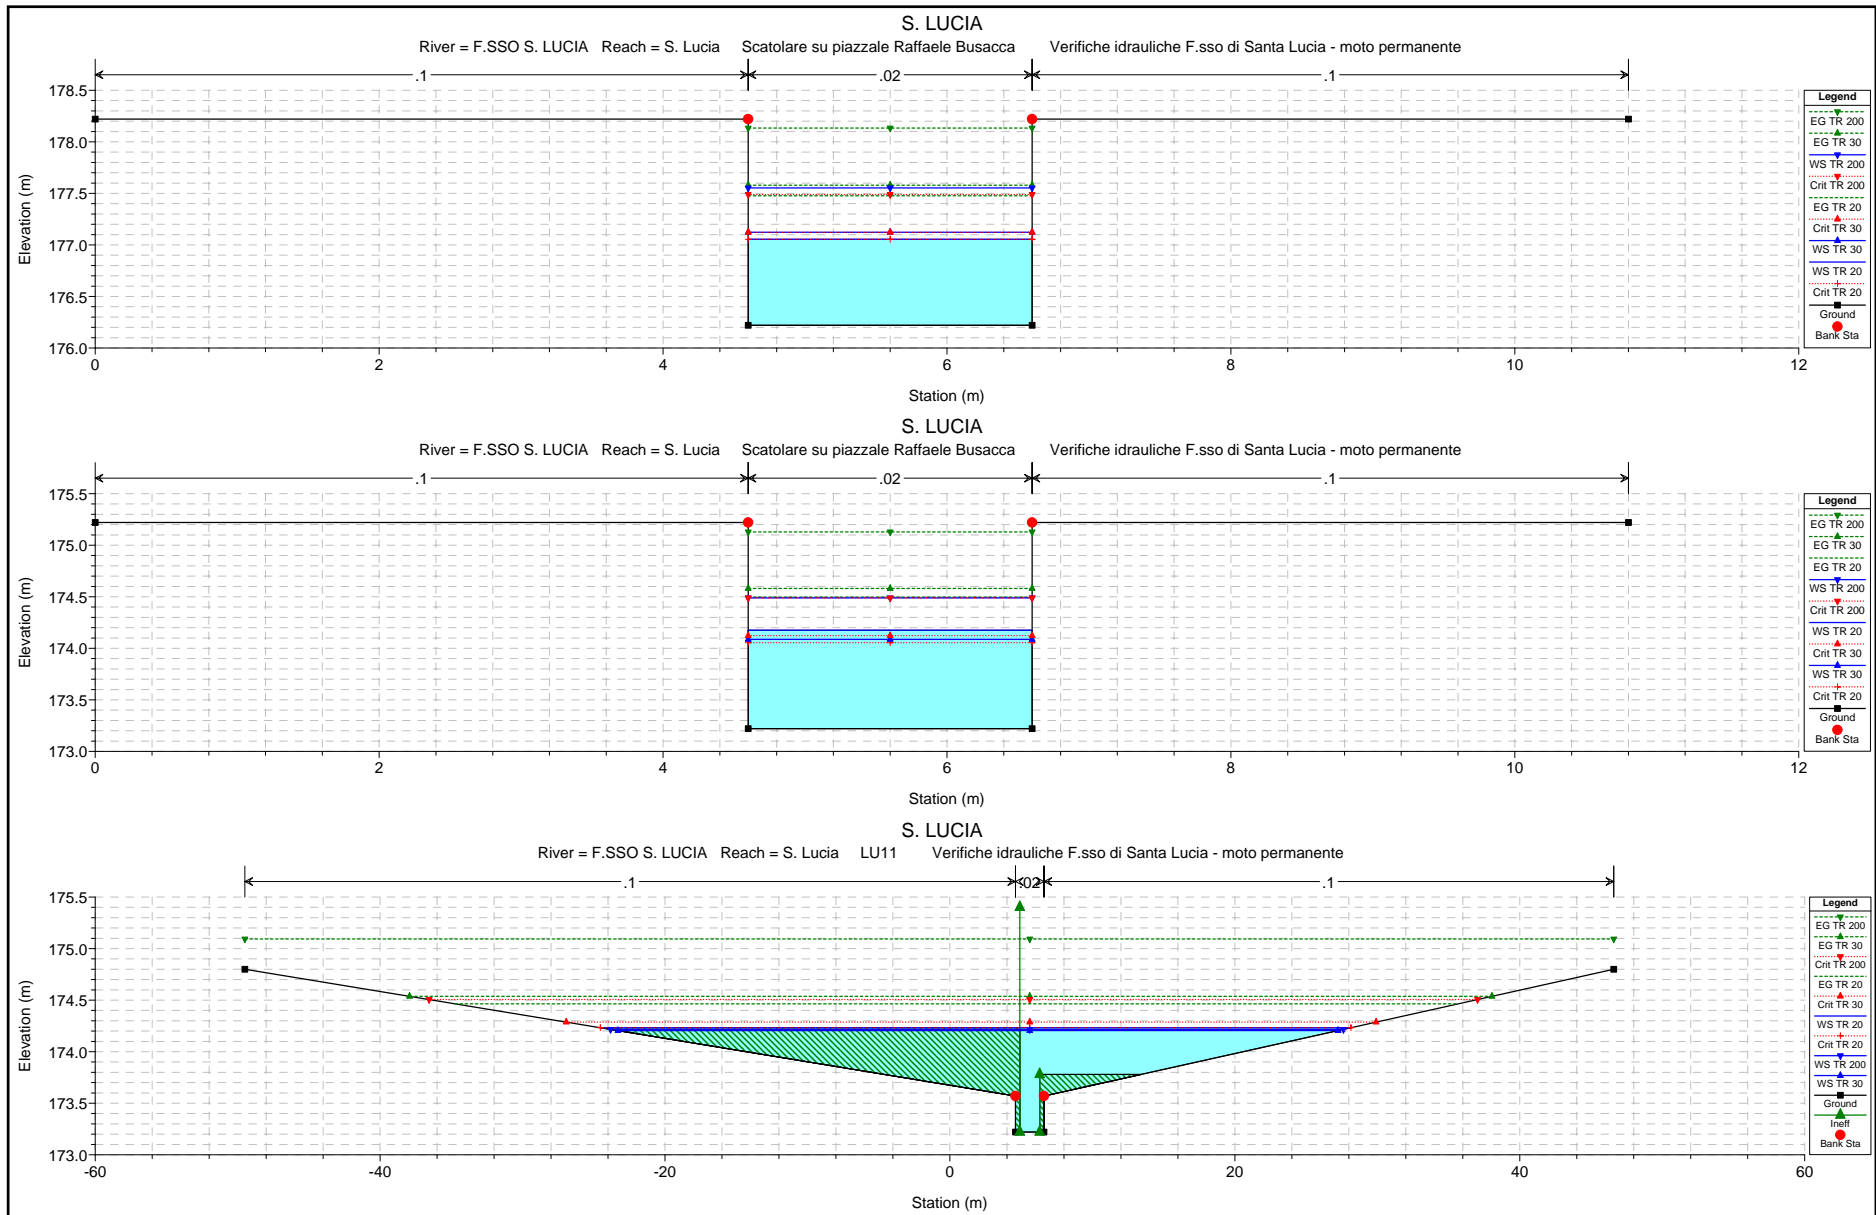 S. LUCIA
River = F.SSO S. LUCIA Reach = S. Lucia Scatolare su piazzale Raffaele Busacca Verifiche idrauliche F.sso di Santa Lucia - moto permanente
.1 .02 .1
Elevation (m)
178.5
178.0
177.5
177.0
176.5
176.0
0 2 4 6 8 10 12
Station (m)
Legend
EG TR 200
EG TR 30
WS TR 200
Crit TR 200
EG TR 20
Crit TR 30
WS TR 30
WS TR 20
Crit TR 20
Ground
Bank Sta
S. LUCIA
River = F.SSO S. LUCIA Reach = S. Lucia Scatolare su piazzale Raffaele Busacca Verifiche idrauliche F.sso di Santa Lucia - moto permanente
.1 .02 .1
Elevation (m)
175.5
175.0
174.5
174.0
173.5
173.0
0 2 4 6 8 10 12
Station (m)
Legend
EG TR 200
EG TR 30
EG TR 20
WS TR 200
Crit TR 200
WS TR 20
Crit TR 30
WS TR 30
Crit TR 20
Ground
Bank Sta
S. LUCIA
River = F.SSO S. LUCIA Reach = S. Lucia LU11 Verifiche idrauliche F.sso di Santa Lucia - moto permanente
.1 .02 .1
Elevation (m)
175.5
175.0
174.5
174.0
173.5
173.0
-60 -40 -20 0 20 40 60
Station (m)
Legend
EG TR 200
EG TR 30
Crit TR 200
EG TR 20
Crit TR 30
WS TR 20
Crit TR 20
WS TR 200
WS TR 30
Ground
Ineff
Bank Sta